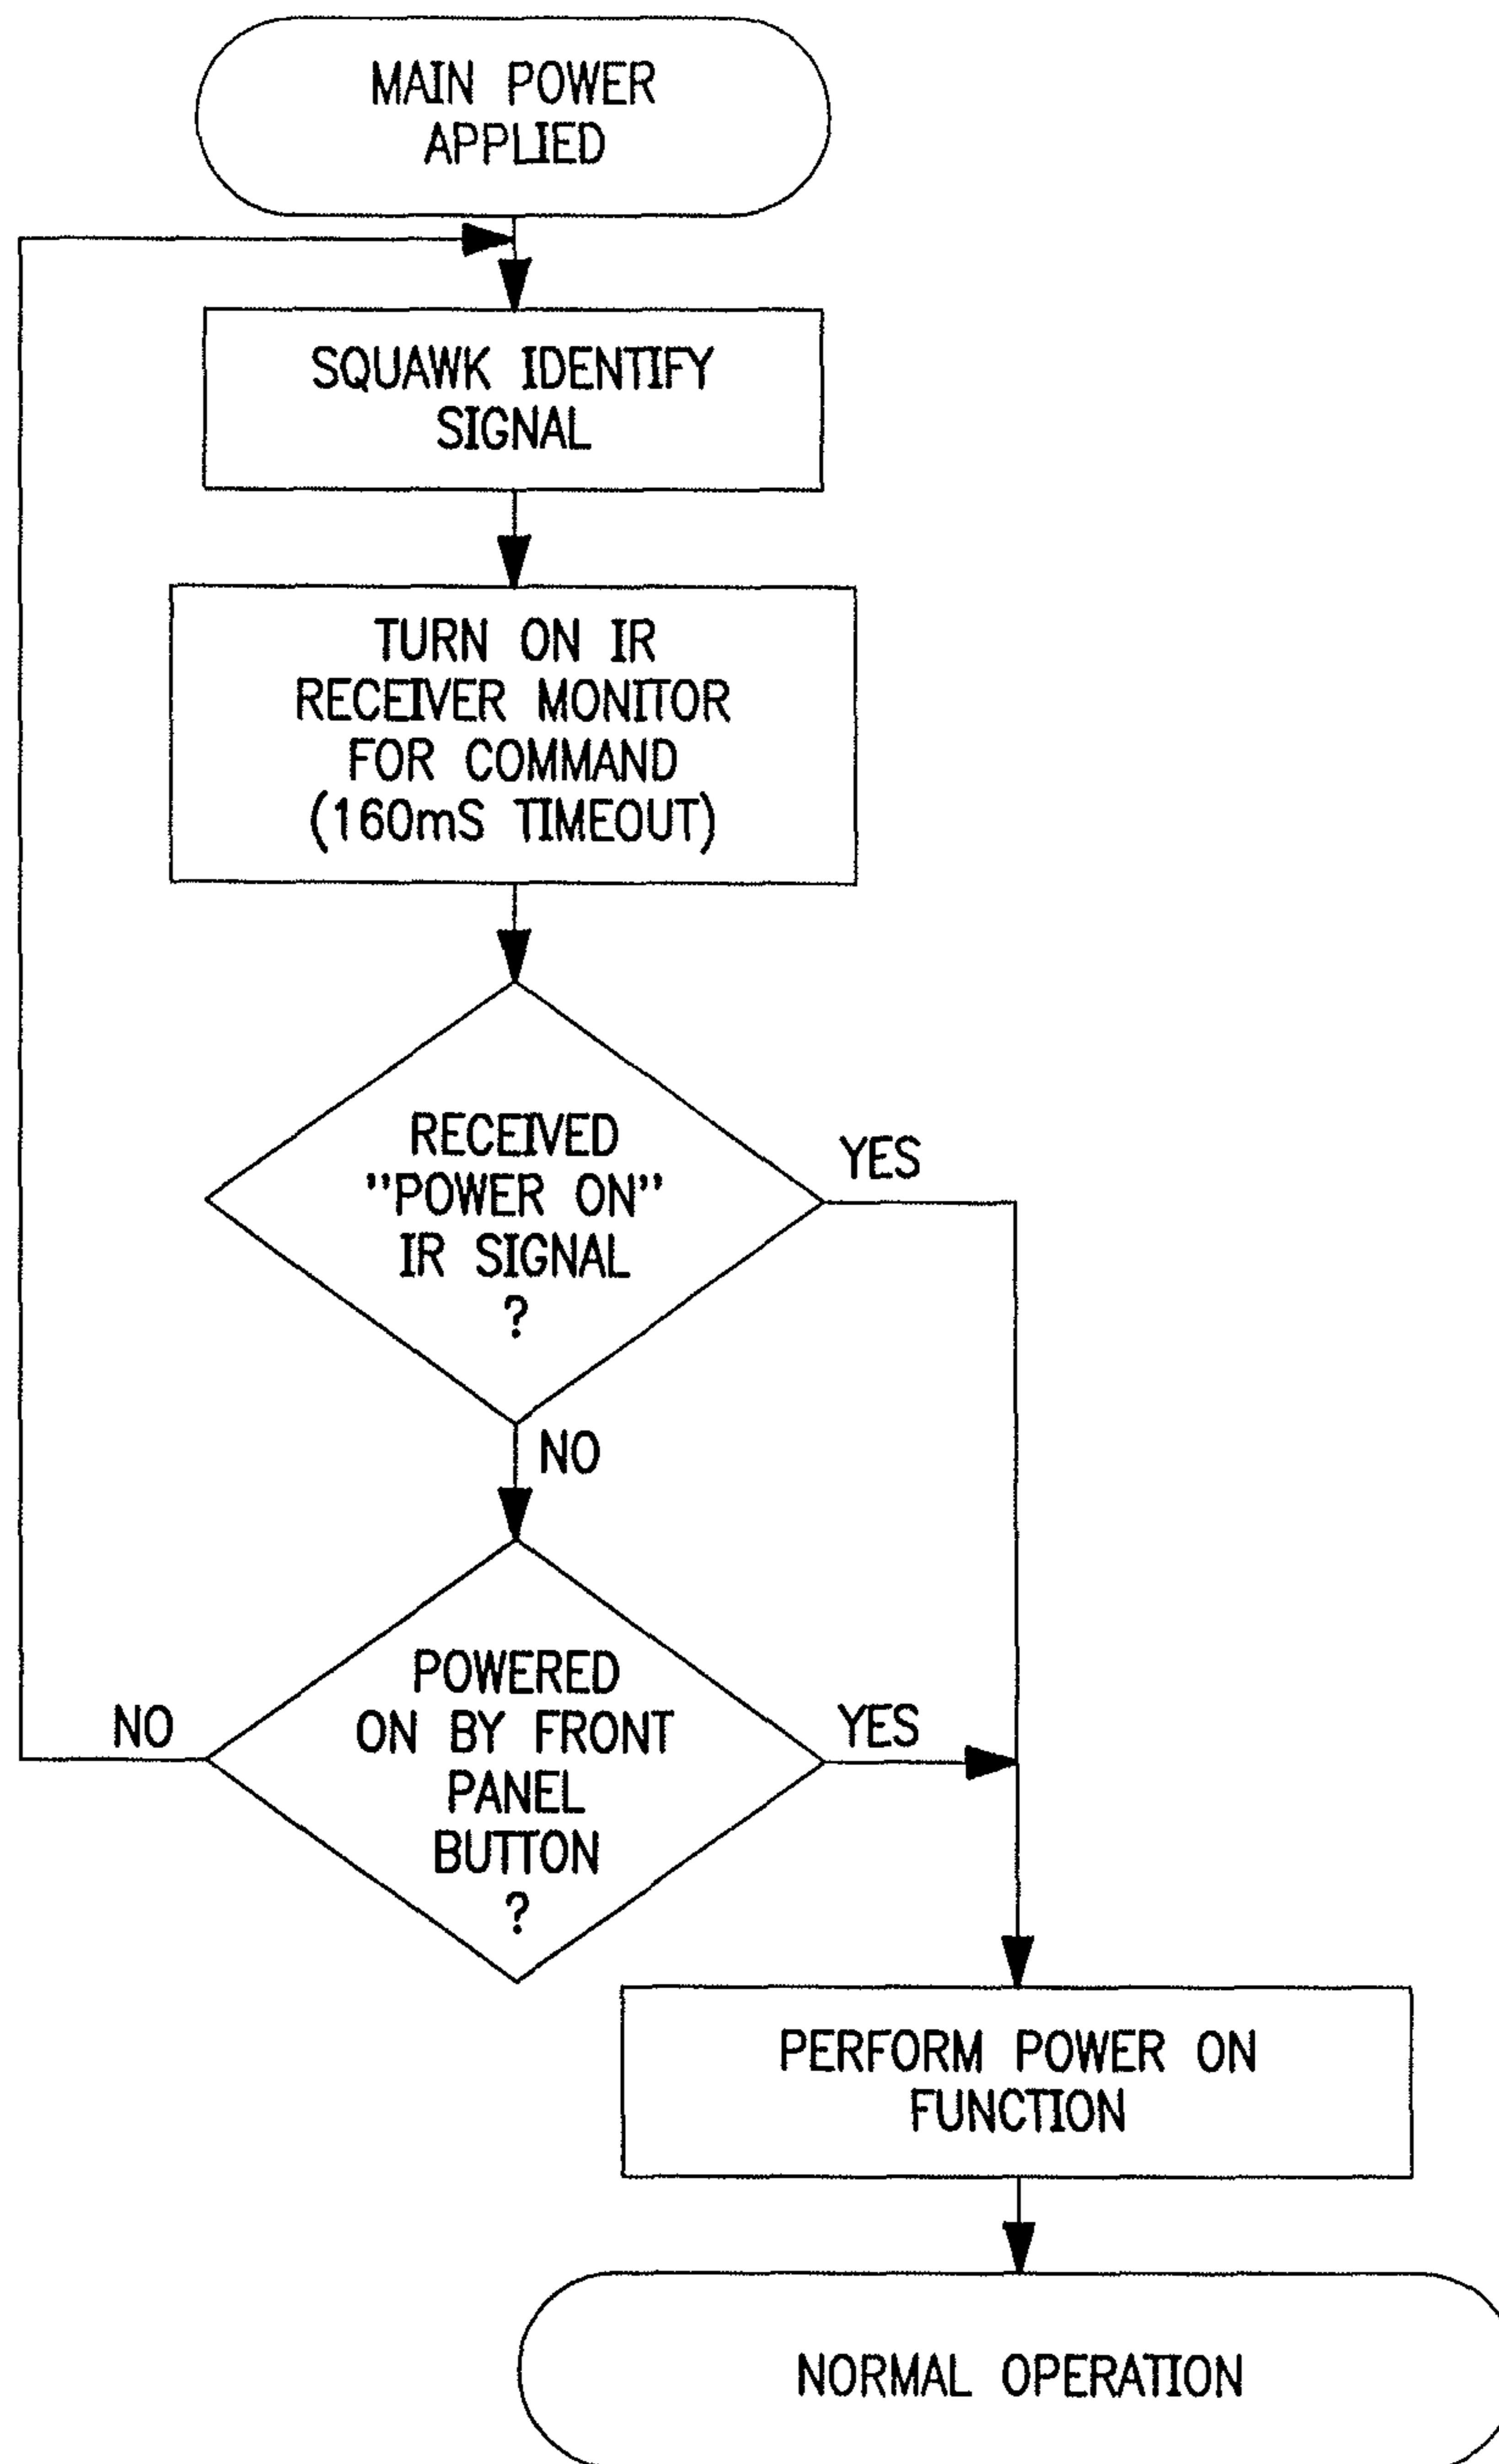 MAIN POWER
APPLIED
SQUAWK IDENTIFY
SIGNAL
TURN ON IR
RECEIVER MONITOR
FOR COMMAND
(160mS TIMEOUT)
RECEIVED
"POWER ON"
IR SIGNAL
?
YES
NO
POWERED
ON BY FRONT
PANEL
BUTTON
?
NO
YES
PERFORM POWER ON
FUNCTION
NORMAL OPERATION